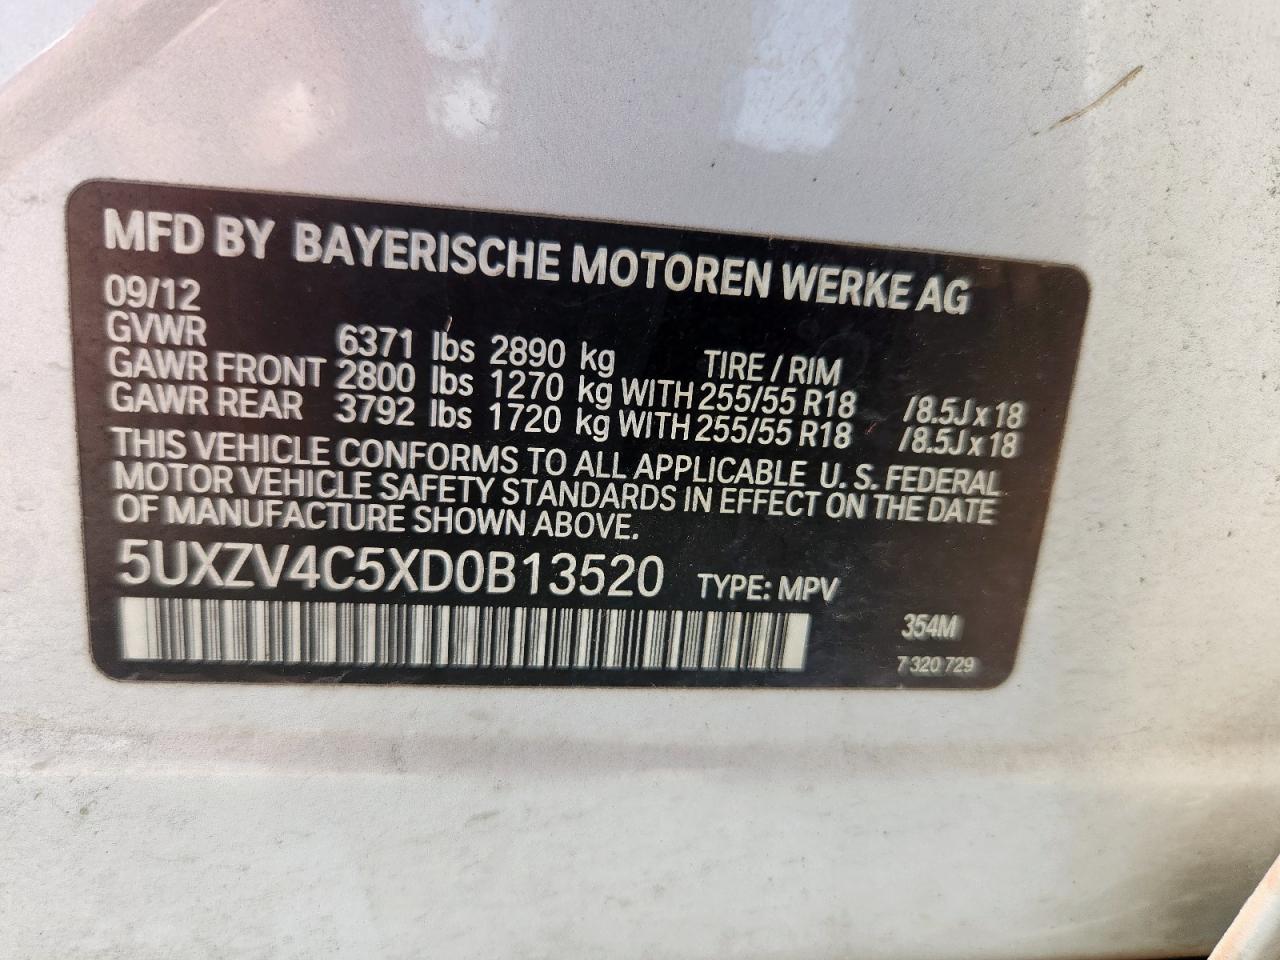 MFD BY BAYERISCHE MOTOREN WERKE AG
09/12
GVWR 6371 lbs 2890 kg TIRE / RIM
GAWR FRONT 2800 lbs 1270 kg WITH 255/55 R18 /8.5J x 18
GAWR REAR 3792 lbs 1720 kg WITH 255/55 R18 /8.5J x 18
THIS VEHICLE CONFORMS TO ALL APPLICABLE U. S. FEDERAL
MOTOR VEHICLE SAFETY STANDARDS IN EFFECT ON THE DATE
OF MANUFACTURE SHOWN ABOVE.
5UXZV4C5XD0B13520 TYPE: MPV
354M
7 320 729